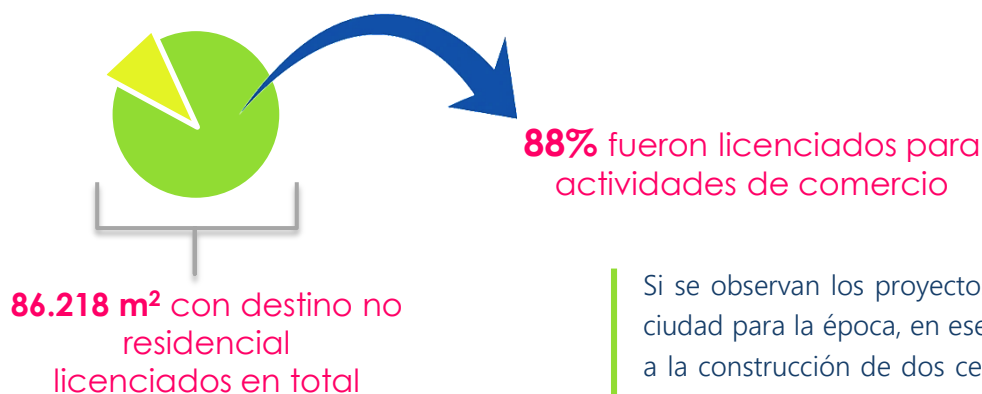 88% fueron licenciados para
actividades de comercio
86.218 m² con destino no
residencial
licenciados en total
Si se observan los proyecto
ciudad para la época, en ese
a la construcción de dos ce